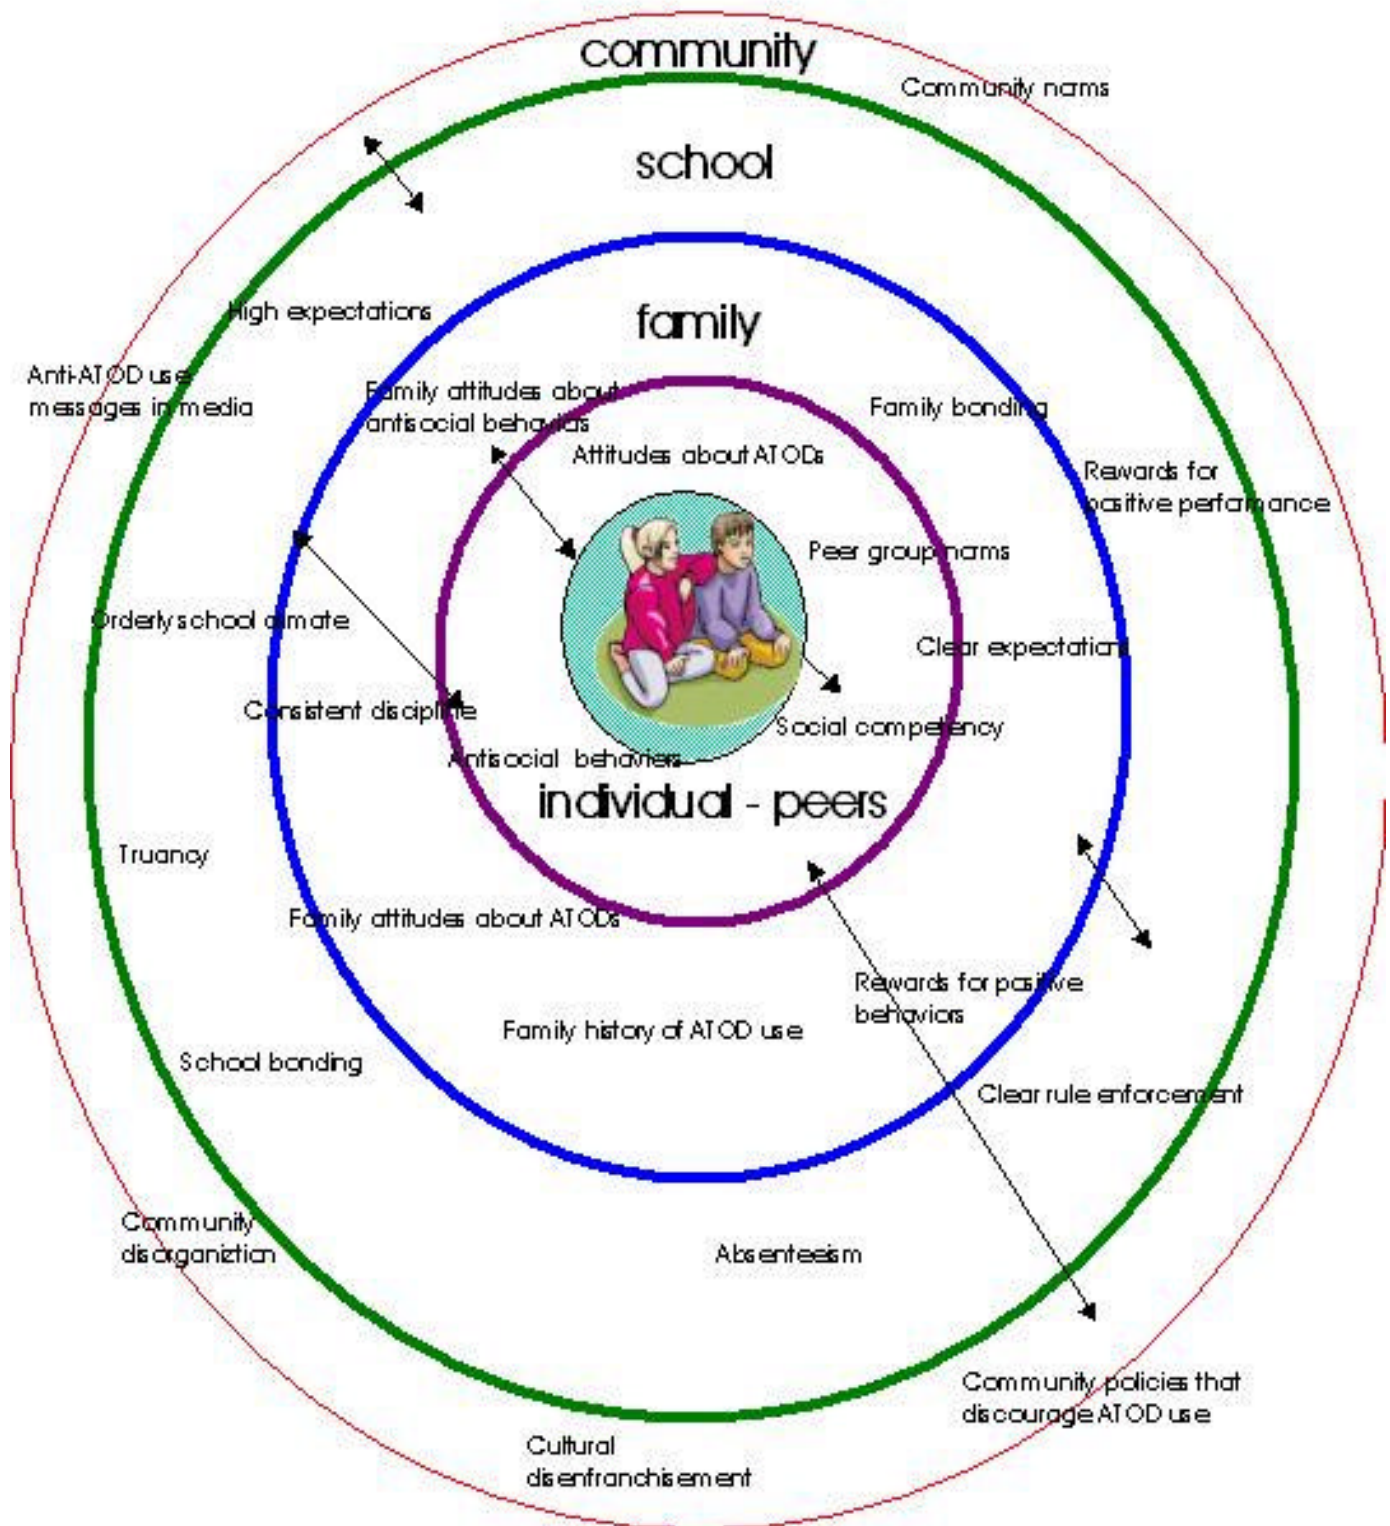 community
Community norms
school
High expectations
family
Anti-ATOD use
messages in media
Family attitudes about
antisocial behaviors
Family bonding
Attitudes about ATODs
Rewards for
positive performance
Peer group norms
Orderly school climate
Clear expectations
Consistent discipline
Social competency
Antisocial behaviers
individual - peers
Truancy
Family attitudes about ATODs
Rewards for positive
behaviors
Family history of ATOD use
School bonding
Clear rule enforcement
Community
disorganiztion
Absenteeism
Community policies that
discourage ATOD use
Cultural
disenfranchisement